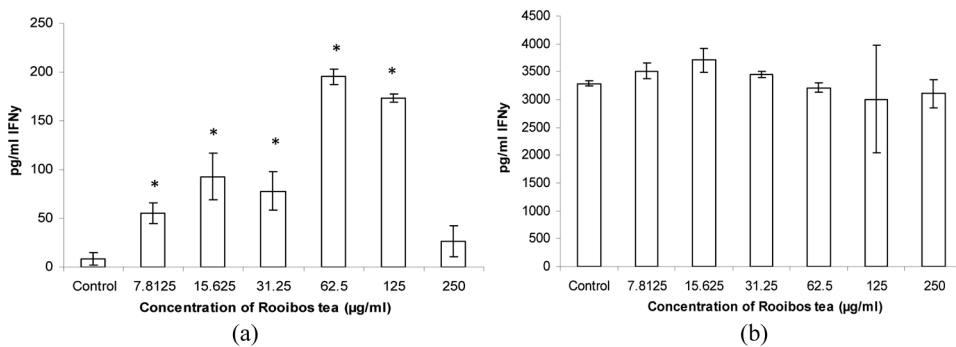 250
200
150
100
50
0
pg/ml IFNy
*
*
*
*
*
Control 7.8125 15.625 31.25 62.5 125 250
Concentration of Rooibos tea (µg/ml)
(a)
4500
4000
3500
3000
2500
2000
1500
1000
500
0
pg/ml IFNy
Control 7.8125 15.625 31.25 62.5 125 250
Concentration of Rooibos tea (µg/ml)
(b)